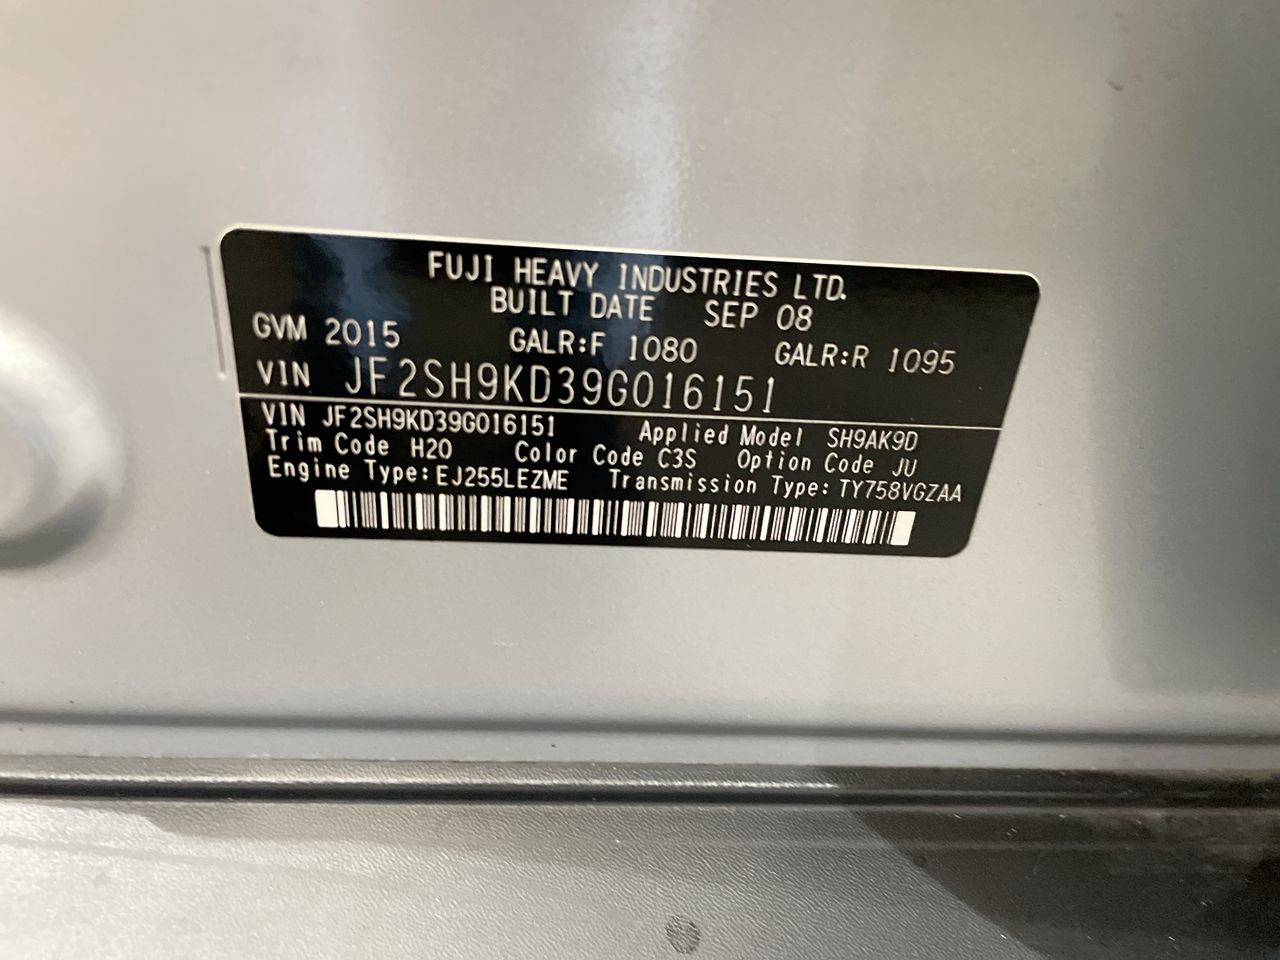 FUJI HEAVY INDUSTRIES LTD.
BUILT DATE SEP 08
GVM 2015 GALR:F 1080 GALR:R 1095
VIN JF2SH9KD39G016151
VIN JF2SH9KD39G016151 Applied Model SH9AK9D
Trim Code H20 Color Code C3S Option Code JU
Engine Type:EJ255LEZME Transmission Type:TY758VGZAA